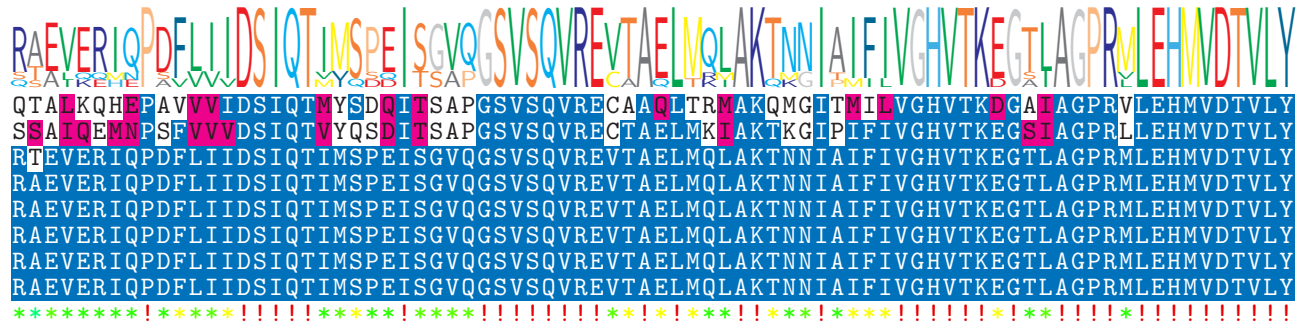 RAEVERIQPDFLIIDSIQTIMSPEISGVQGSVSQVREVTAELMQLAKTNNIAIFIVGHVTKEGTLAGPRMLEHMVDTVLY
QTALKQHEPAVVVIDSIQTMYSDQITSAPGSVSQVRECAAQLTRMAKQMGITMILVGHVTKDGAIAGPRVLEHMVDTVLY
SSAIQEMNPSFVVVDSIQTVYQSDITSAPGSVSQVRECTAELMKIAKTKGIPIFIVGHVTKEGSIAGPRLLEHMVDTVLY
RTEVERIQPDFLIIDSIQTIMSPEISGVQGSVSQVREVTAELMQLAKTNNIAIFIVGHVTKEGTLAGPRMLEHMVDTVLY
RAEVERIQPDFLIIDSIQTIMSPEISGVQGSVSQVREVTAELMQLAKTNNIAIFIVGHVTKEGTLAGPRMLEHMVDTVLY
RAEVERIQPDFLIIDSIQTIMSPEISGVQGSVSQVREVTAELMQLAKTNNIAIFIVGHVTKEGTLAGPRMLEHMVDTVLY
RAEVERIQPDFLIIDSIQTIMSPEISGVQGSVSQVREVTAELMQLAKTNNIAIFIVGHVTKEGTLAGPRMLEHMVDTVLY
RAEVERIQPDFLIIDSIQTIMSPEISGVQGSVSQVREVTAELMQLAKTNNIAIFIVGHVTKEGTLAGPRMLEHMVDTVLY
RAEVERIQPDFLIIDSIQTIMSPEISGVQGSVSQVREVTAELMQLAKTNNIAIFIVGHVTKEGTLAGPRMLEHMVDTVLY
********!*****!!!!!*****!****!!!!!!!!**!*!***!!***!****!!!!!!*!**!!!!*!!!!!!!!!!